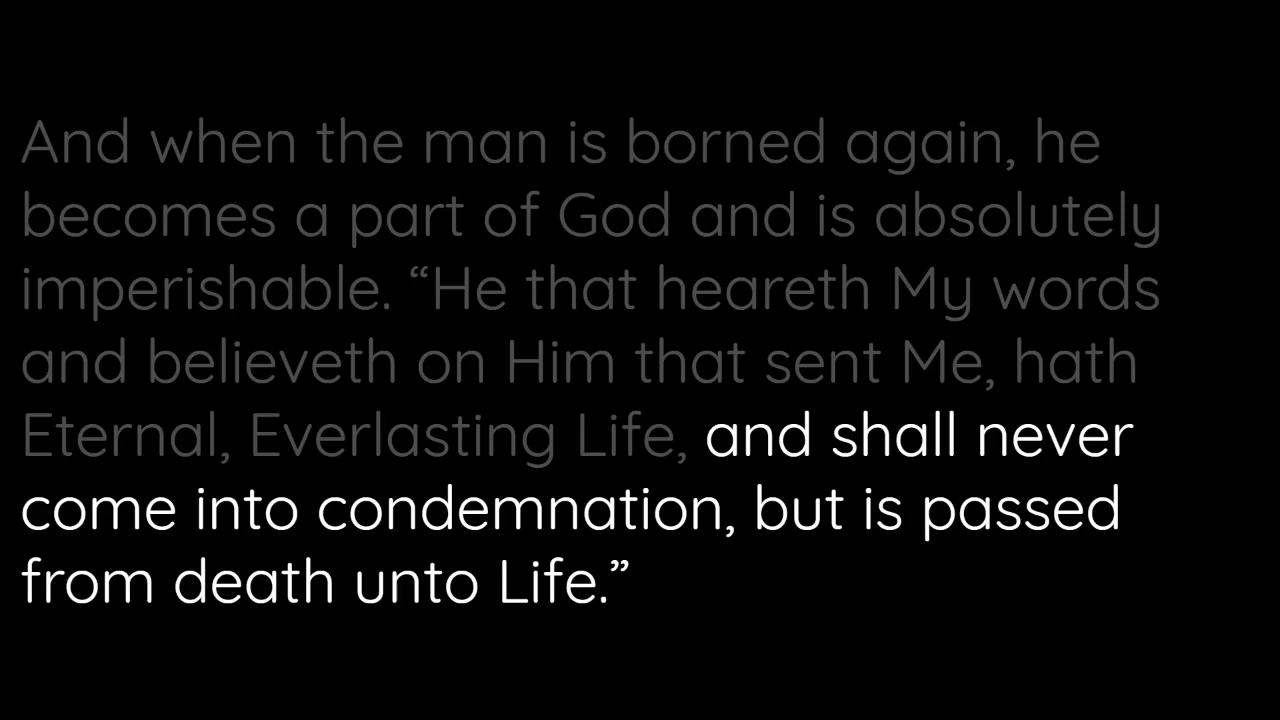 And when the man is borned again, he
becomes a part of God and is absolutely
imperishable. “He that heareth My words
and believeth on Him that sent Me, hath
Eternal, Everlasting Life, and shall never
come into condemnation, but is passed
from death unto Life.”